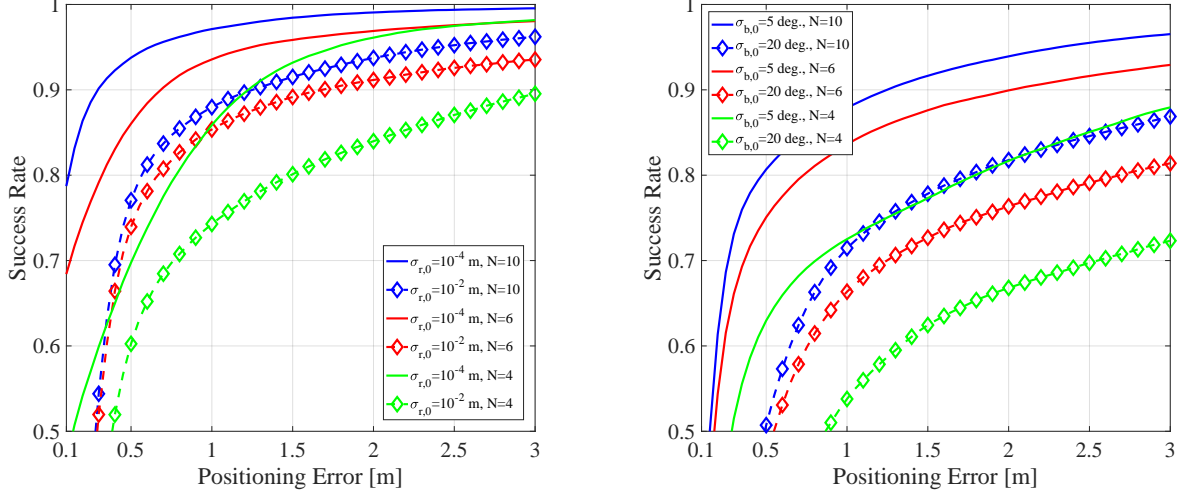 Success Rate
1
0.9
0.8
0.7
0.6
0.5
0.1
0.5
1
1.5
2
2.5
3
Positioning Error [m]
σr,0=10-4 m, N=10
σr,0=10-2 m, N=10
σr,0=10-4 m, N=6
σr,0=10-2 m, N=6
σr,0=10-4 m, N=4
σr,0=10-2 m, N=4
Success Rate
1
0.9
0.8
0.7
0.6
0.5
0.1
0.5
1
1.5
2
2.5
3
Positioning Error [m]
σb,0=5 deg., N=10
σb,0=20 deg., N=10
σb,0=5 deg., N=6
σb,0=20 deg., N=6
σb,0=5 deg., N=4
σb,0=20 deg., N=4